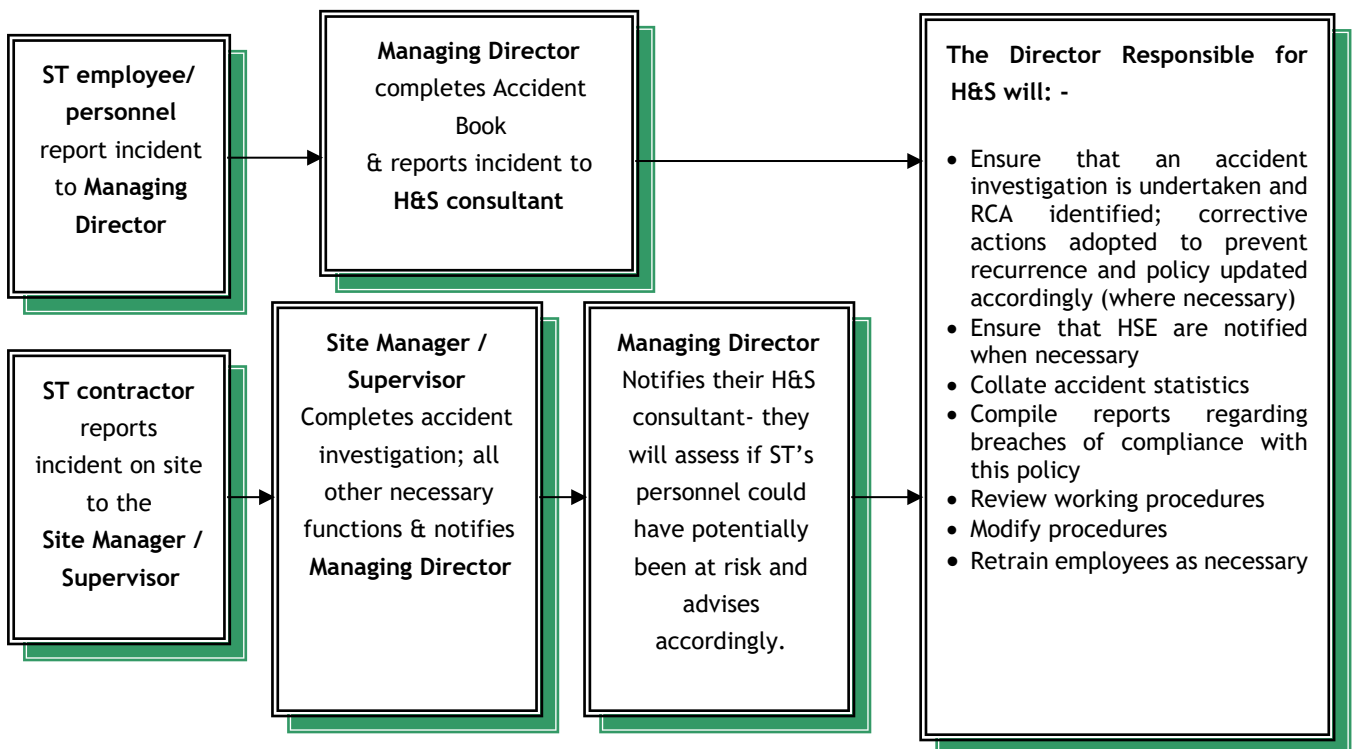 ST employee/
personnel
report incident
to Managing
Director
Managing Director
completes Accident
Book
& reports incident to
H&S consultant
ST contractor
reports
incident on site
to the
Site Manager /
Supervisor
Site Manager /
Supervisor
Completes accident
investigation; all
other necessary
functions & notifies
Managing Director
Managing Director
Notifies their H&S
consultant- they
will assess if ST’s
personnel could
have potentially
been at risk and
advises
accordingly.
The Director Responsible for
H&S will: -
• Ensure that an accident
investigation is undertaken and
RCA identified; corrective
actions adopted to prevent
recurrence and policy updated
accordingly (where necessary)
• Ensure that HSE are notified
when necessary
• Collate accident statistics
• Compile reports regarding
breaches of compliance with
this policy
• Review working procedures
• Modify procedures
• Retrain employees as necessary